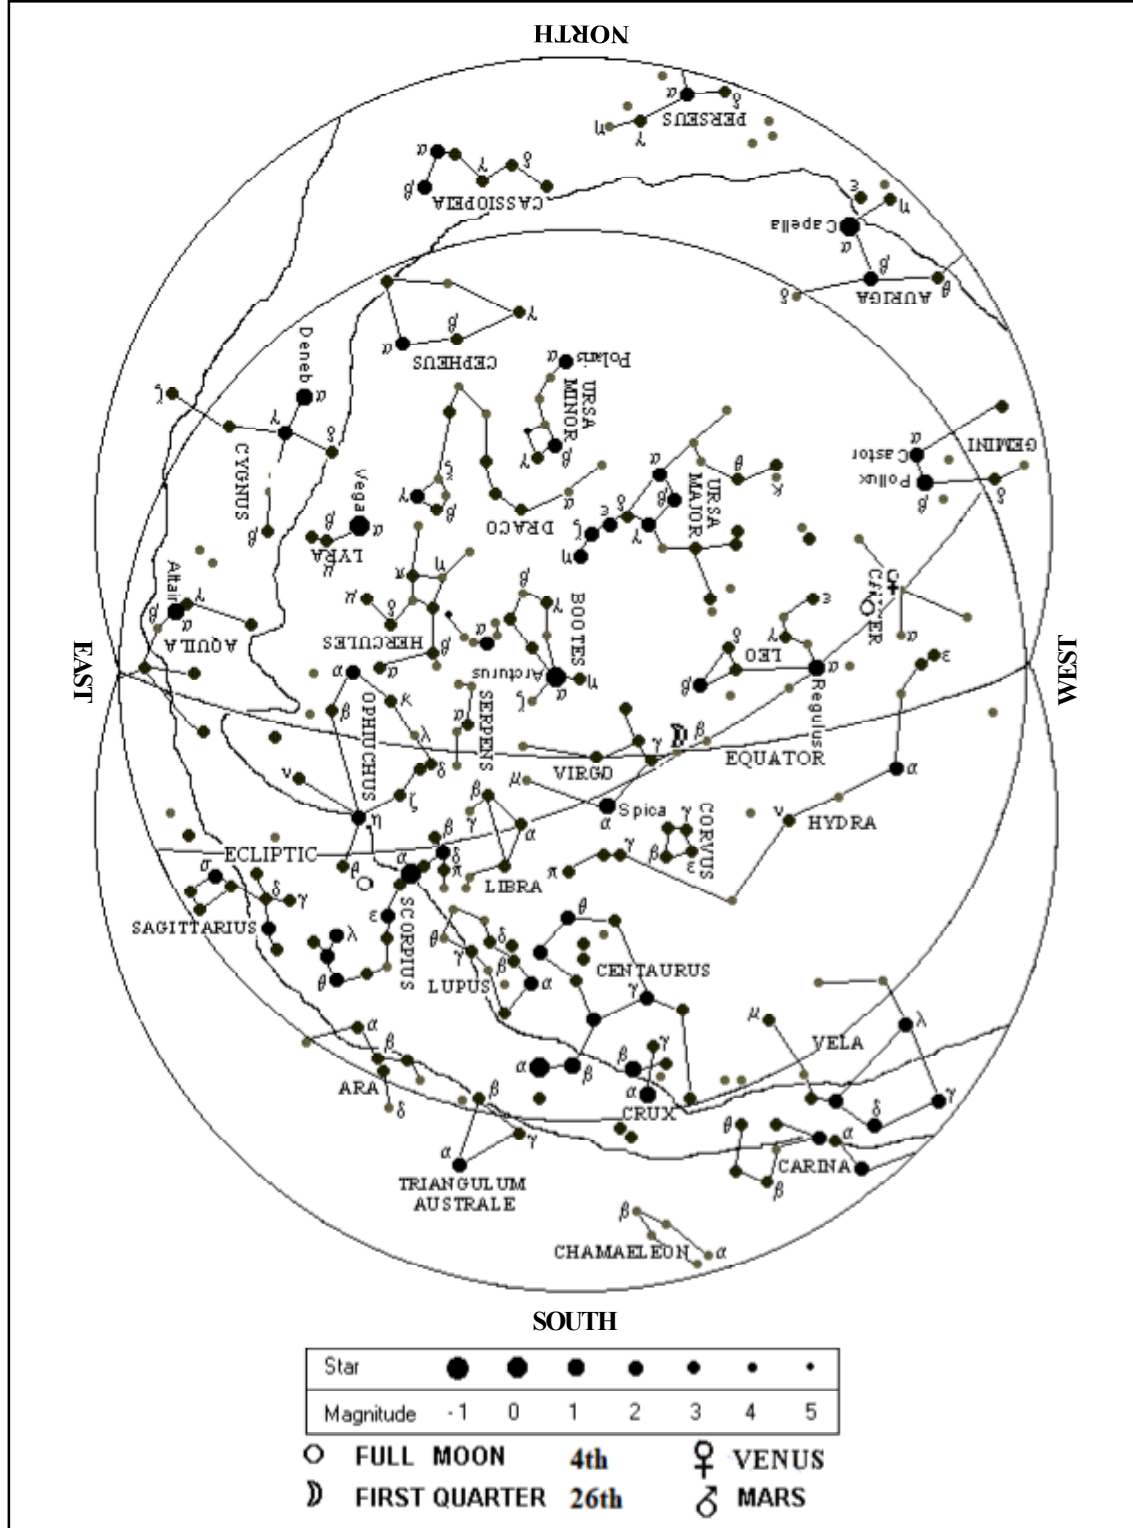 NORTH
α
δ
PERSEUS
η
γ
α
γ
δ
β
CASSIOPEIA
ε
η
Capella
α
β
δ
AURIGA
θ
γ
β
α
CEPHEUS
Deneb
α
α
Polaris
URSA
MINOR
β
γ
ζ
γ
δ
CYGNUS
β
GEMINI
α
Castor
Pollux
β
δ
α
β
URSA
MAJOR
θ
κ
δ
γ
ε
ζ
η
ζ
γ
β
DRACO
Vega
α
β
LYRA
μ
Altair
γ
β
α
AQUILA
π
η
μ
δ
HERCULES
β
α
α
β
γ
BOOTES
Arcturus
α
η
ζ
δ
β
LEO
γ
ε
α
Regulus
CANCER
α
ε
EAST
WEST
α
β
κ
λ
δ
ζ
OPHIUCHUS
ν
η
θ
SERPENS
α
VIRGO
γ
β
EQUATOR
μ
Spica
α
α
ν
HYDRA
γ
β
ε
CORVUS
π
γ
β
γ
α
LIBRA
ECLIPTIC
σ
δ
γ
SAGITTARIUS
α
β
δ
π
ε
SCORPIUS
λ
θ
θ
γ
δ
β
α
LUPUS
θ
CENTAURUS
γ
α
β
μ
λ
VELA
γ
δ
α
β
ARA
δ
β
γ
α
CRUX
β
γ
α
TRIANGULUM
AUSTRALE
θ
α
CARINA
β
β
CHAMAELEON
α
SOUTH
Star
Magnitude -1 0 1 2 3 4 5
FULL MOON 4th ♀ VENUS
FIRST QUARTER 26th ♂ MARS